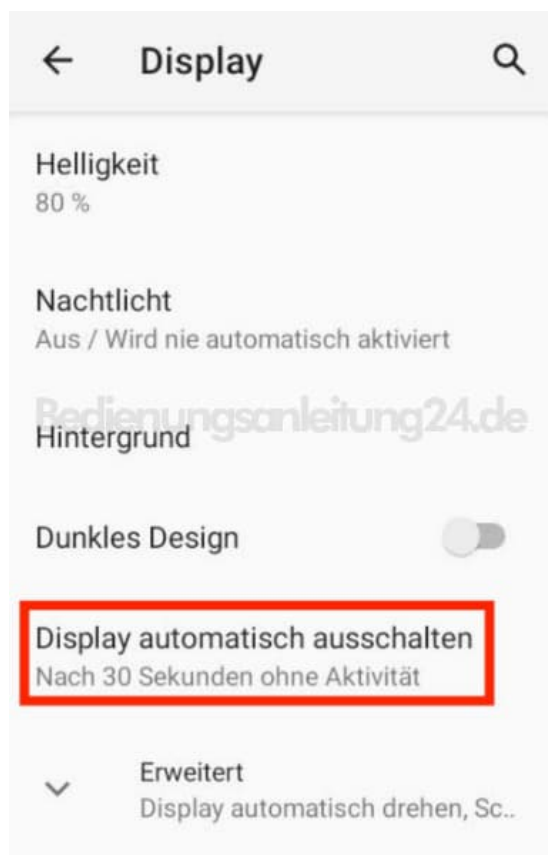 Display
Helligkeit
80 %
Nachtlicht
Aus / Wird nie automatisch aktiviert
Bedienungsanleitung24.de
Hintergrund
Dunkles Design
Display automatisch ausschalten
Nach 30 Sekunden ohne Aktivität
Erweitert
Display automatisch drehen, Sc..